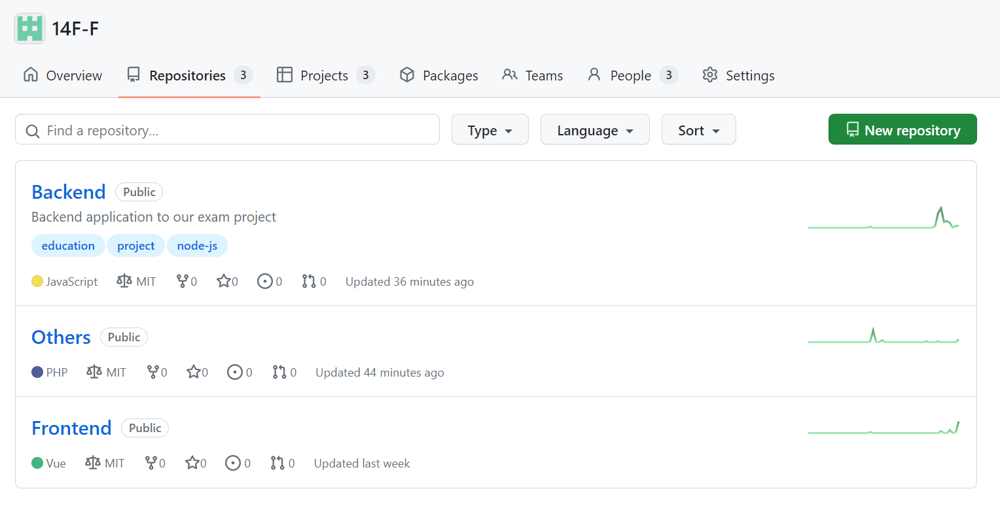 14F-F
Overview Repositories 3 Projects 3 Packages Teams People 3 Settings
Find a repository... Type Language Sort New repository
Backend Public
Backend application to our exam project
education project node-js
JavaScript MIT 0 0 0 0 Updated 36 minutes ago
Others Public
PHP MIT 0 0 0 0 Updated 44 minutes ago
Frontend Public
Vue MIT 0 0 0 0 Updated last week